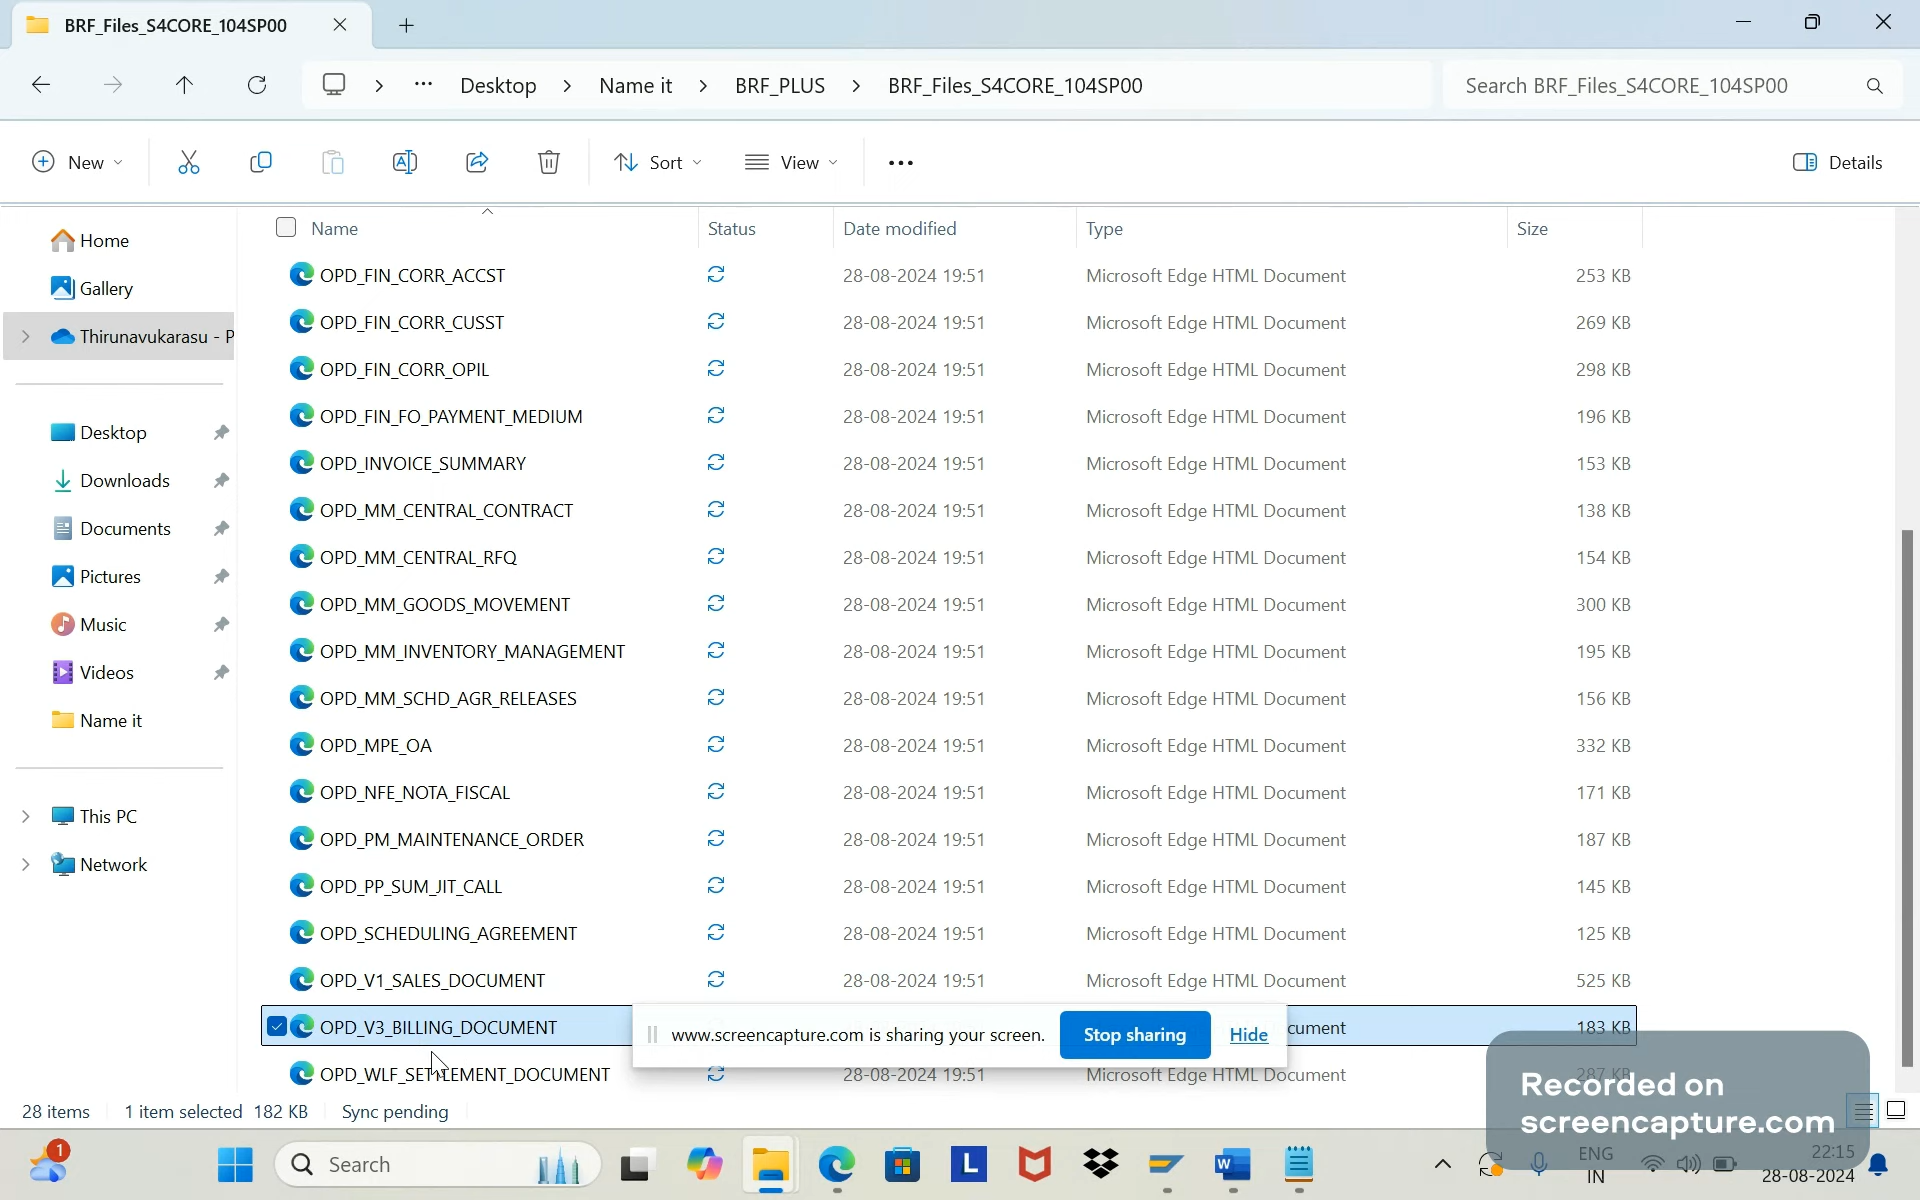 BRF_Files_S4CORE_104SP00
Desktop > Name it > BRF_PLUS > BRF_Files_S4CORE_104SP00
Search BRF_Files_S4CORE_104SP00
New Sort View Details
Name Status Date modified Type Size
Home
Gallery
Thirunavukarasu - P
Desktop
Downloads
Documents
Pictures
Music
Videos
Name it
This PC
Network
OPD_FIN_CORR_ACCST 28-08-2024 19:51 Microsoft Edge HTML Document 253 KB
OPD_FIN_CORR_CUSST 28-08-2024 19:51 Microsoft Edge HTML Document 269 KB
OPD_FIN_CORR_OPIL 28-08-2024 19:51 Microsoft Edge HTML Document 298 KB
OPD_FIN_FO_PAYMENT_MEDIUM 28-08-2024 19:51 Microsoft Edge HTML Document 196 KB
OPD_INVOICE_SUMMARY 28-08-2024 19:51 Microsoft Edge HTML Document 153 KB
OPD_MM_CENTRAL_CONTRACT 28-08-2024 19:51 Microsoft Edge HTML Document 138 KB
OPD_MM_CENTRAL_RFQ 28-08-2024 19:51 Microsoft Edge HTML Document 154 KB
OPD_MM_GOODS_MOVEMENT 28-08-2024 19:51 Microsoft Edge HTML Document 300 KB
OPD_MM_INVENTORY_MANAGEMENT 28-08-2024 19:51 Microsoft Edge HTML Document 195 KB
OPD_MM_SCHD_AGR_RELEASES 28-08-2024 19:51 Microsoft Edge HTML Document 156 KB
OPD_MPE_OA 28-08-2024 19:51 Microsoft Edge HTML Document 332 KB
OPD_NFE_NOTA_FISCAL 28-08-2024 19:51 Microsoft Edge HTML Document 171 KB
OPD_PM_MAINTENANCE_ORDER 28-08-2024 19:51 Microsoft Edge HTML Document 187 KB
OPD_PP_SUM_JIT_CALL 28-08-2024 19:51 Microsoft Edge HTML Document 145 KB
OPD_SCHEDULING_AGREEMENT 28-08-2024 19:51 Microsoft Edge HTML Document 125 KB
OPD_V1_SALES_DOCUMENT 28-08-2024 19:51 Microsoft Edge HTML Document 525 KB
OPD_V3_BILLING_DOCUMENT cument 183 KB
www.screencapture.com is sharing your screen. Stop sharing Hide
OPD_WLF_SETTLEMENT_DOCUMENT 28-08-2024 19:51 Microsoft Edge HTML Document 287 KB
28 items 1 item selected 182 KB Sync pending
Recorded on
screencapture.com
1
Search
L
W
ENG
IN
22:15
28-08-2024